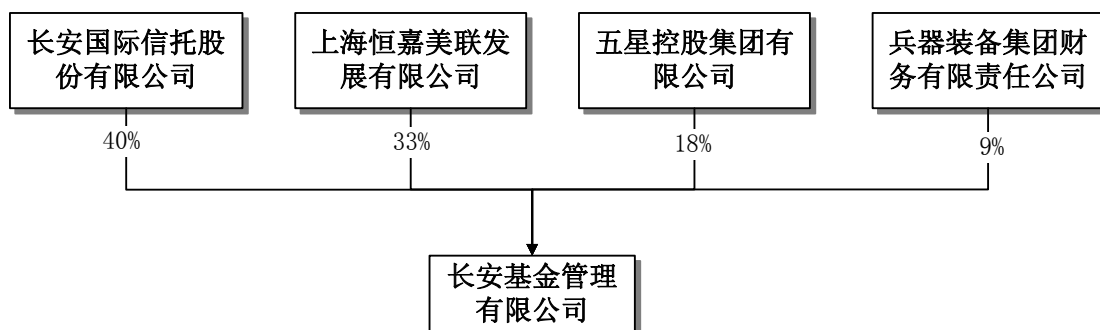 长安国际信托股
份有限公司
上海恒嘉美联发
展有限公司
五星控股集团有
限公司
兵器装备集团财
务有限责任公司
40%
33%
18%
9%
长安基金管理
有限公司